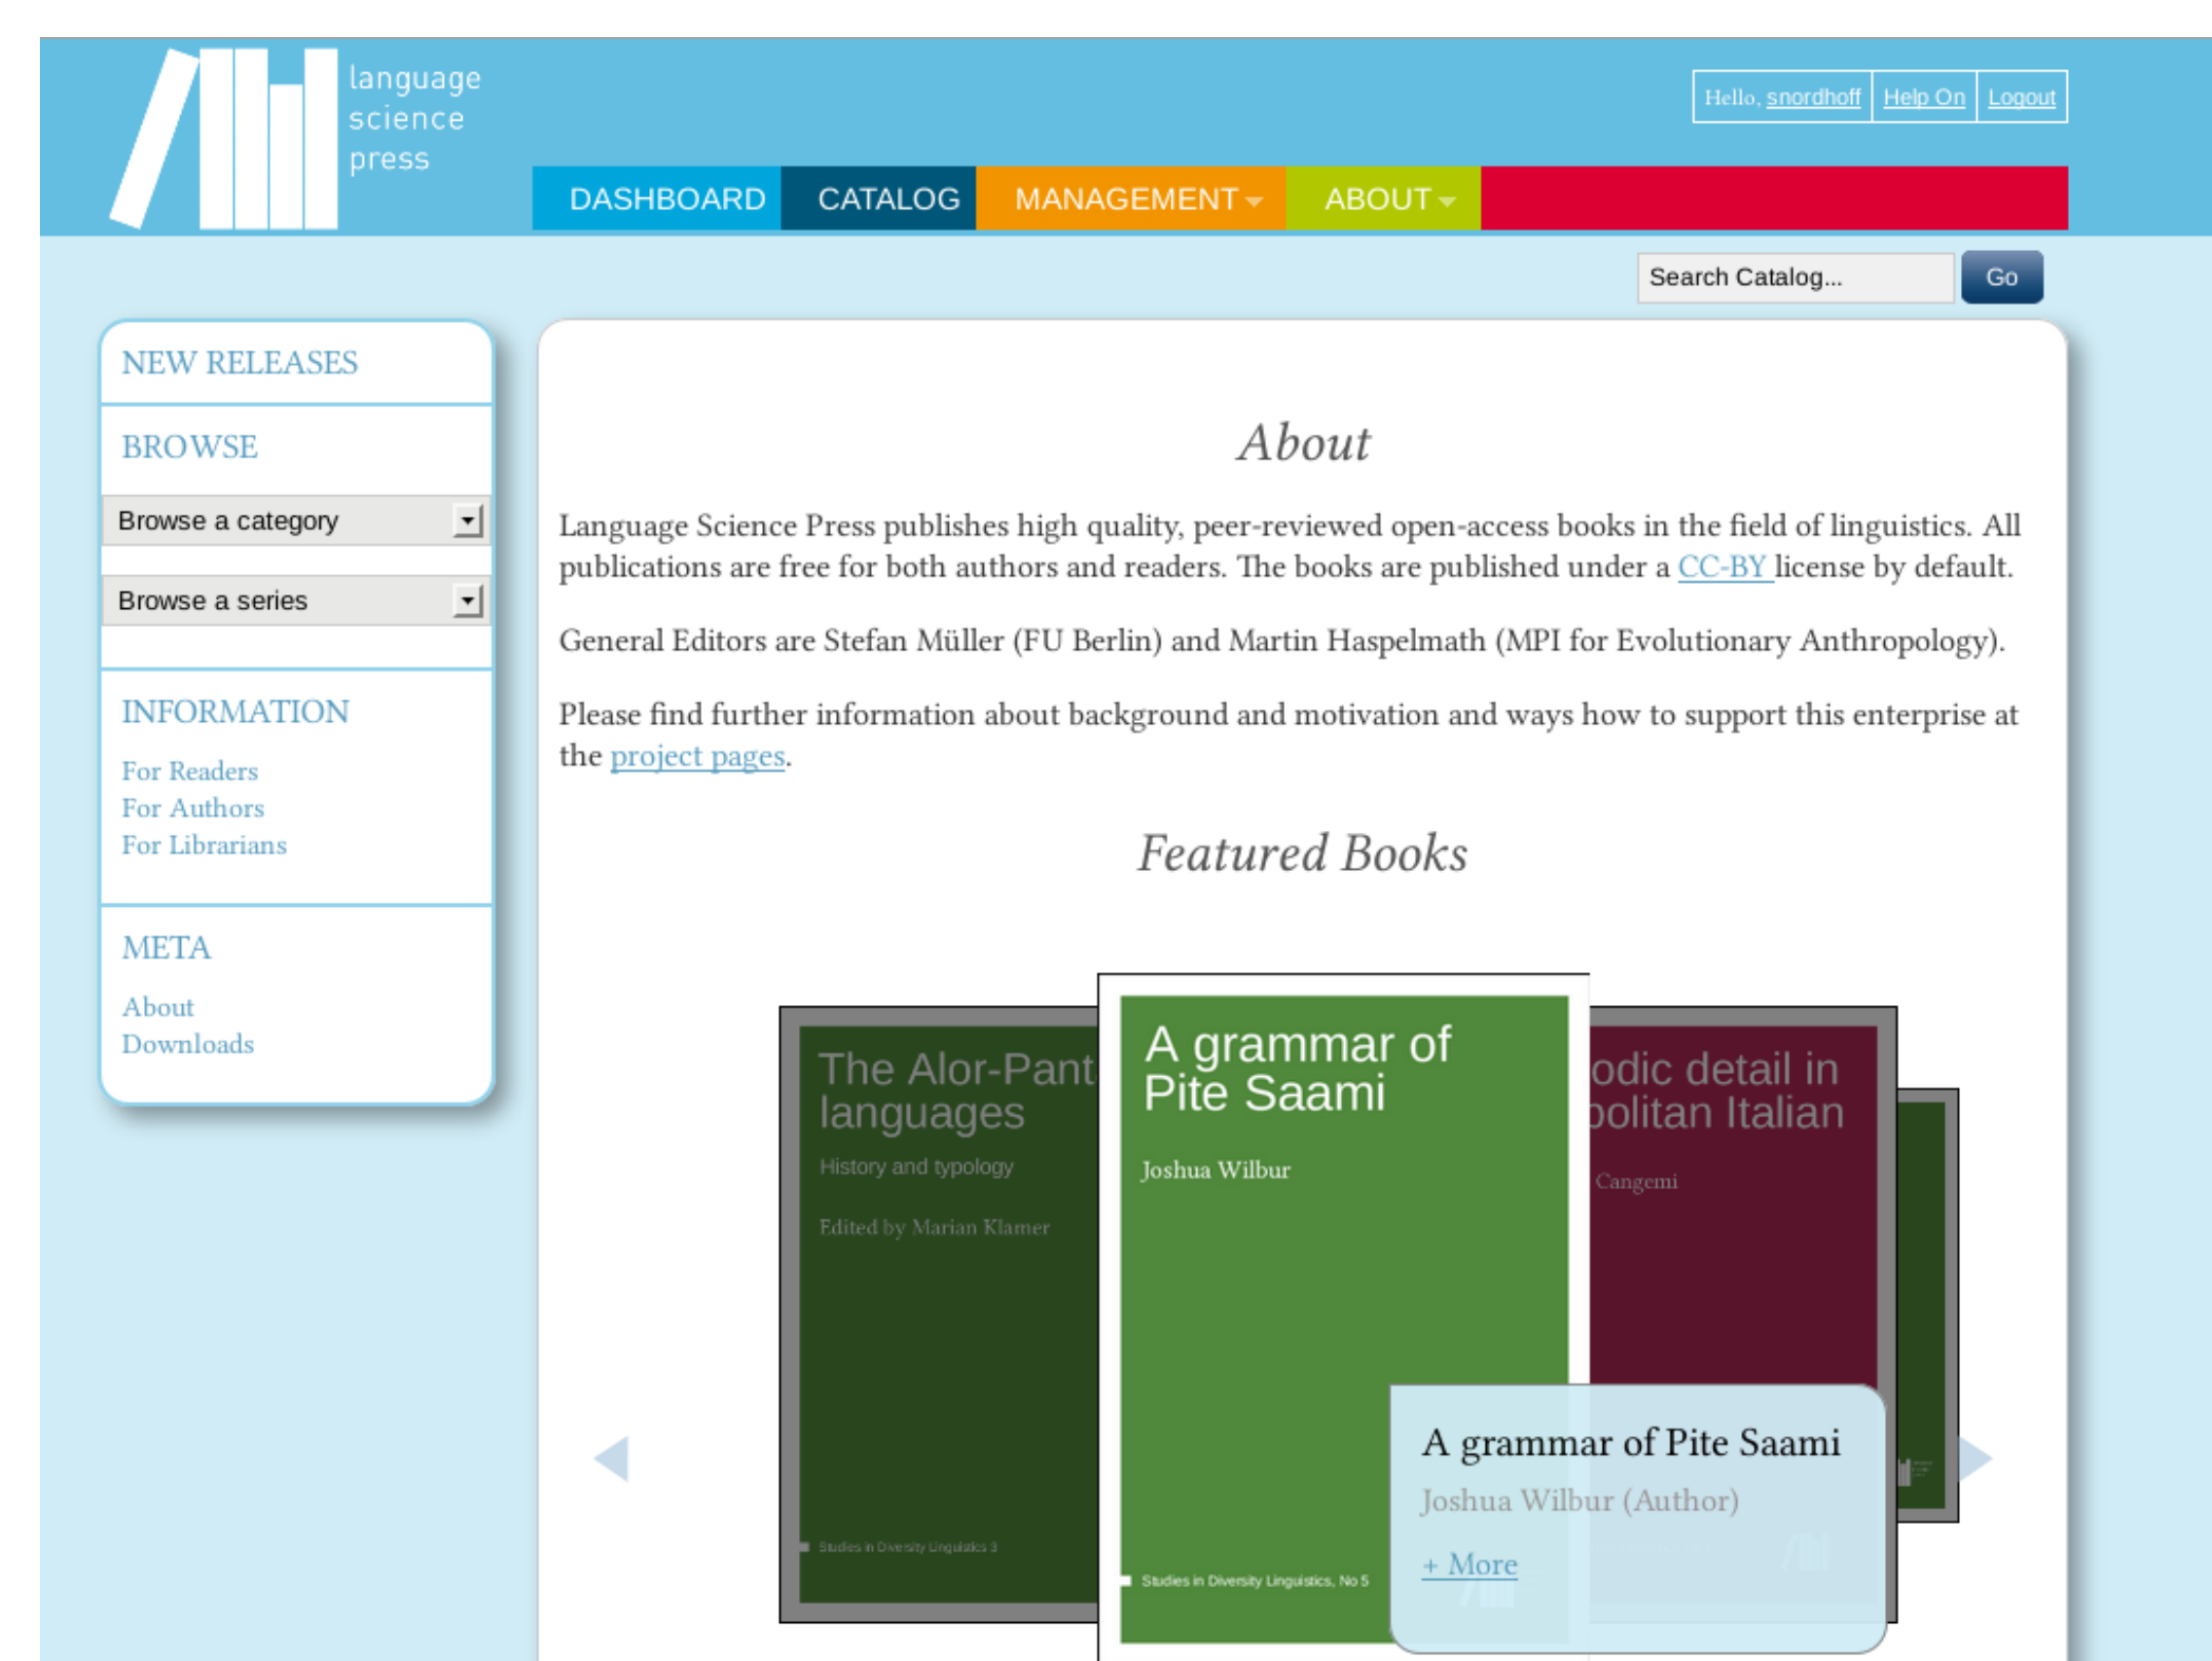 language
science
press
Hello, snordhoff
Help On
Logout
DASHBOARD
CATALOG
MANAGEMENT
ABOUT
Search Catalog...
Go
NEW RELEASES
BROWSE
Browse a category
Browse a series
INFORMATION
For Readers
For Authors
For Librarians
META
About
Downloads
About
Language Science Press publishes high quality, peer-reviewed open-access books in the field of linguistics. All
publications are free for both authors and readers. The books are published under a CC-BY license by default.
General Editors are Stefan Müller (FU Berlin) and Martin Haspelmath (MPI for Evolutionary Anthropology).
Please find further information about background and motivation and ways how to support this enterprise at
the project pages.
Featured Books
The Alor-Pant
languages
History and typology
Edited by Marian Klamer
Studies in Diversity Linguistics 3
A grammar of
Pite Saami
Joshua Wilbur
Studies in Diversity Linguistics, No 5
odic detail in
politan Italian
Cangemi
A grammar of Pite Saami
Joshua Wilbur (Author)
+ More